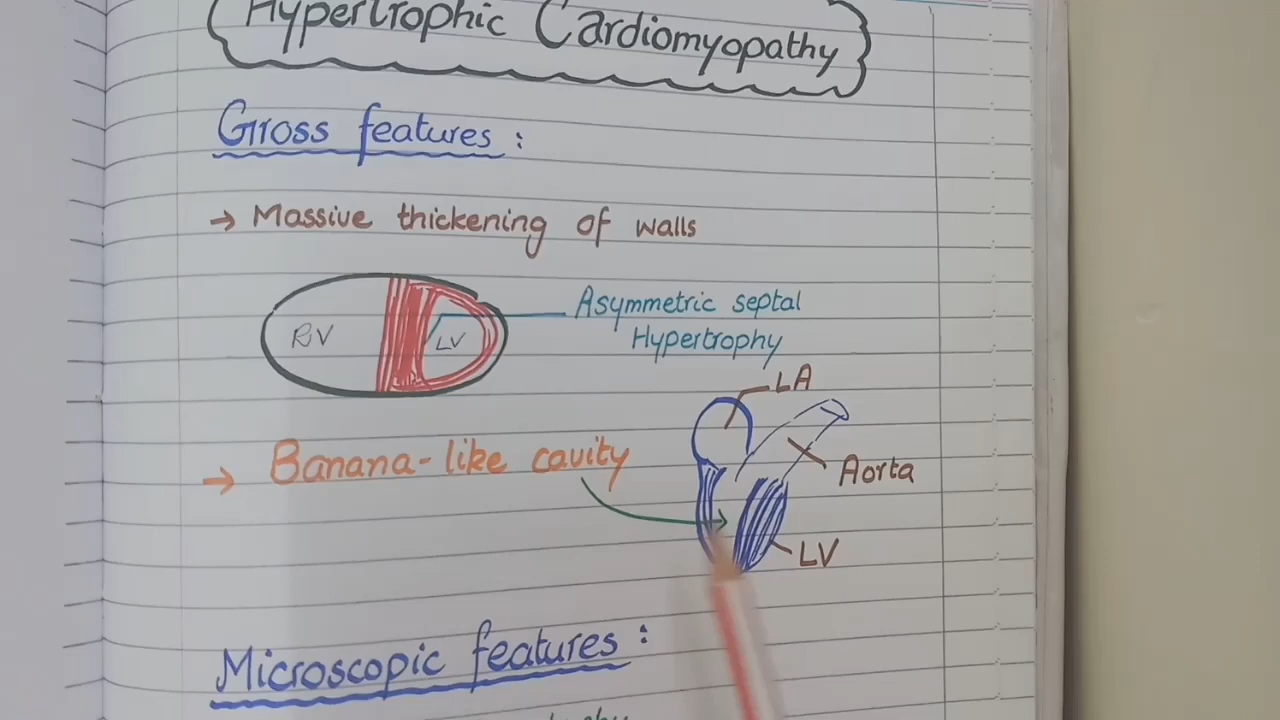 Hypertrophic Cardiomyopathy
Gross features :
→ Massive thickening of walls
RV
LV
Asymmetric septal
Hypertrophy
LA
→ Banana-like cavity
Aorta
LV
Microscopic features :